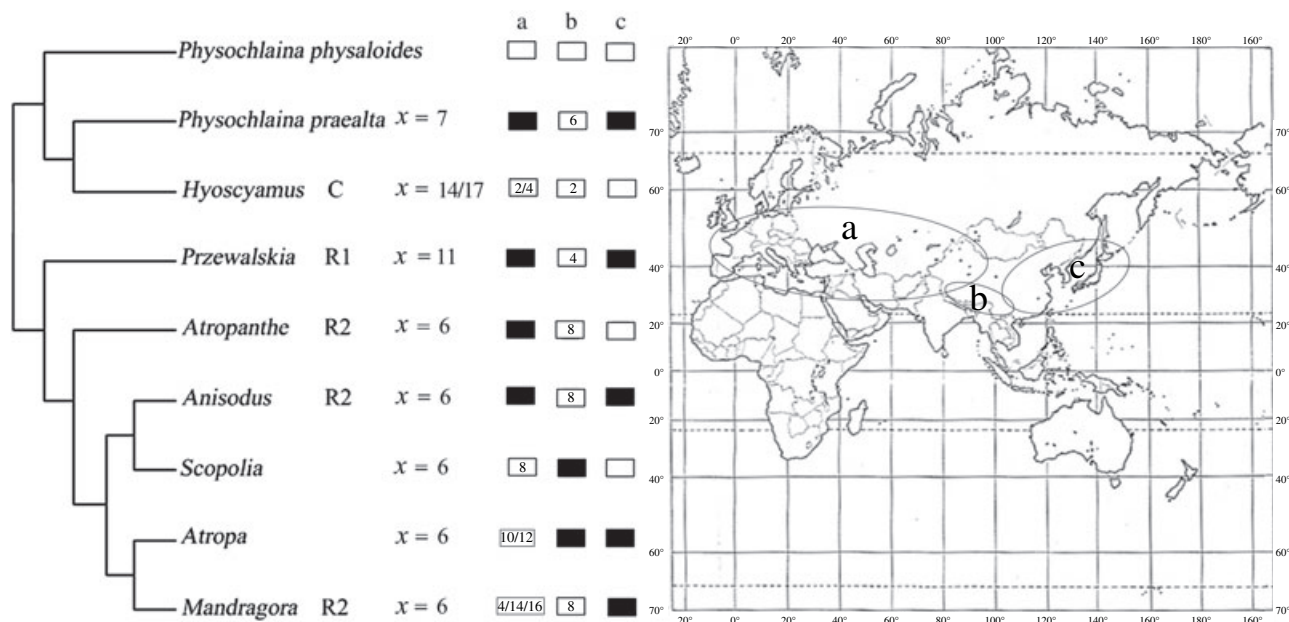 a b c
Physochlaina physaloides
Physochlaina praealta x = 7 6
Hyoscyamus C x = 14/17 2/4 2
Przewalskia R1 x = 11 4
Atropanthe R2 x = 6 8
Anisodus R2 x = 6 8
Scopolia x = 6 8
Atropa x = 6 10/12
Mandragora R2 x = 6 4/14/16 8
20° 0° 20° 40° 60° 80° 100° 120° 140° 160° 160°
70° 70°
60° 60°
a
40° c 40°
b
20° 20°
0° 0°
20° 20°
40° 40°
60° 60°
70° 70°
20° 0° 20° 40° 60° 80° 100° 120° 140° 160° 160°